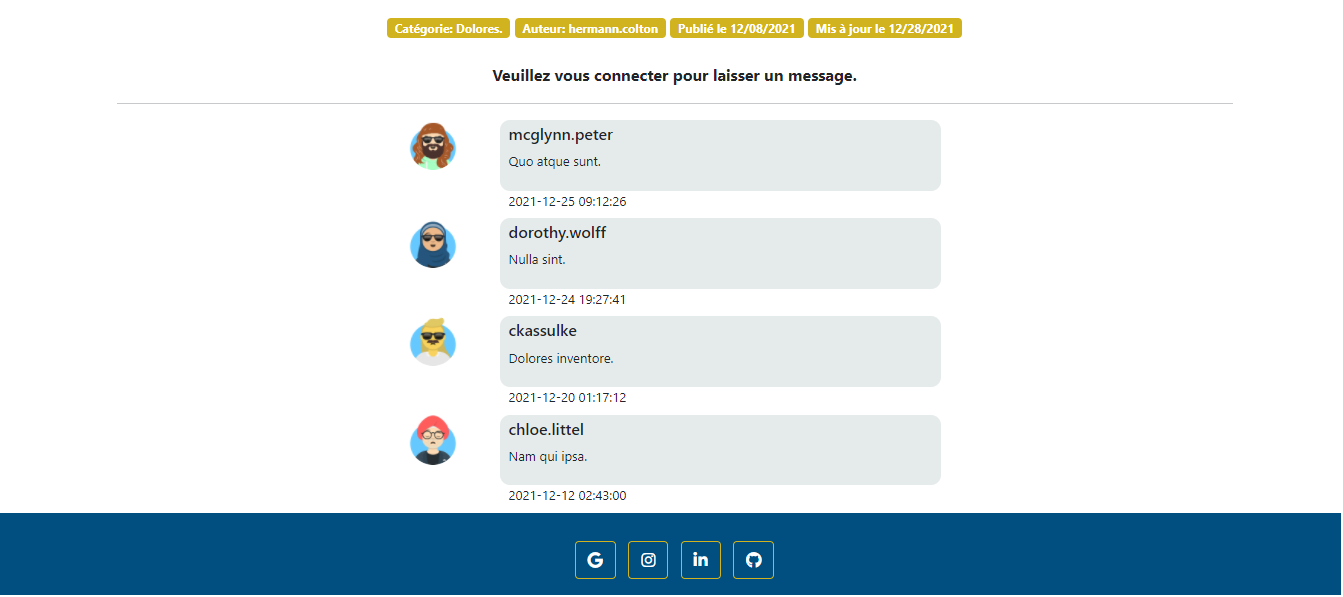 Catégorie: Dolores. Auteur: hermann.colton Publié le 12/08/2021 Mis à jour le 12/28/2021
Veuillez vous connecter pour laisser un message.
mcglynn.peter
Quo atque sunt.
2021-12-25 09:12:26
dorothy.wolff
Nulla sint.
2021-12-24 19:27:41
ckassulke
Dolores inventore.
2021-12-20 01:17:12
chloe.littel
Nam qui ipsa.
2021-12-12 02:43:00